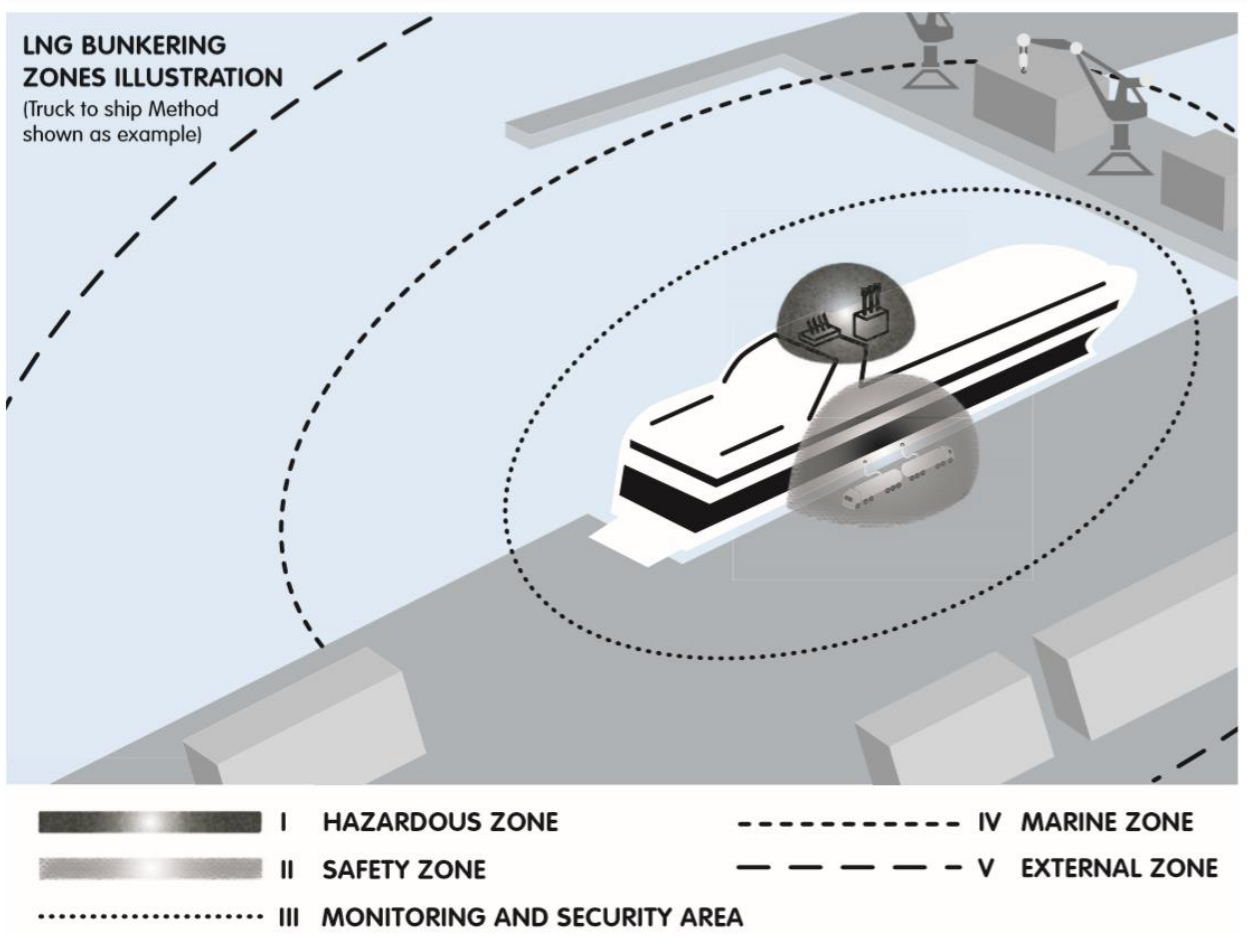 LNG BUNKERING
ZONES ILLUSTRATION
(Truck to ship Method
shown as example)
I HAZARDOUS ZONE
II SAFETY ZONE
III MONITORING AND SECURITY AREA
IV MARINE ZONE
V EXTERNAL ZONE